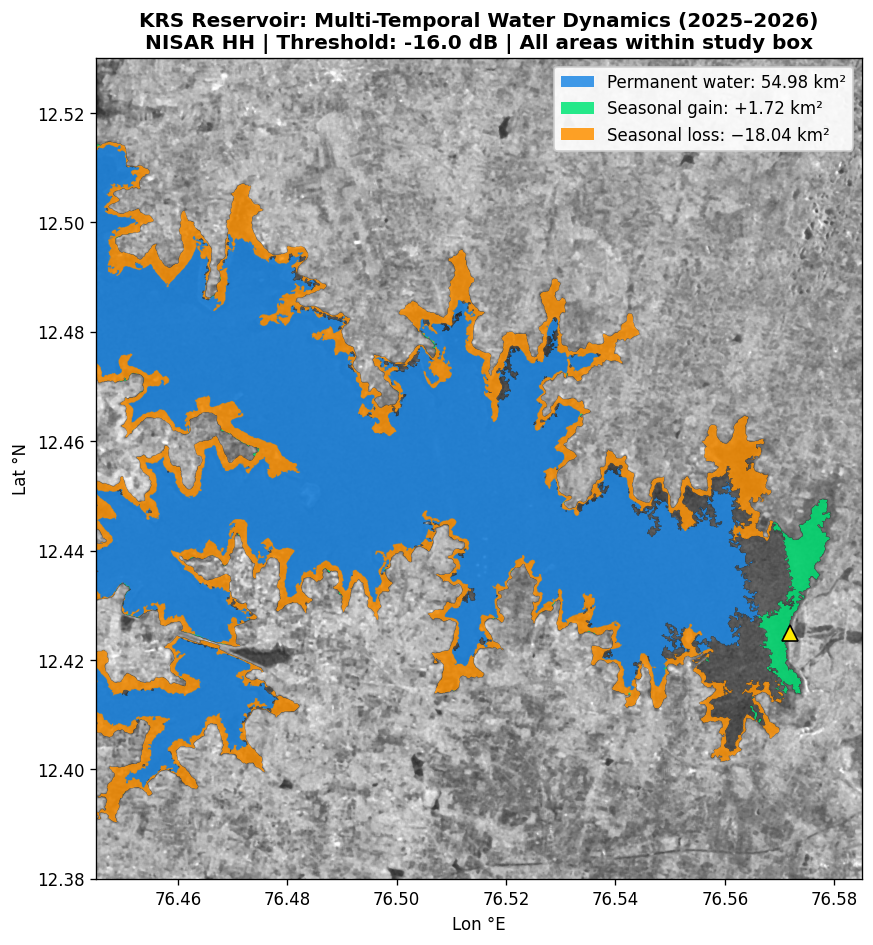 KRS Reservoir: Multi-Temporal Water Dynamics (2025–2026)
NISAR HH | Threshold: -16.0 dB | All areas within study box
Permanent water: 54.98 km²
Seasonal gain: +1.72 km²
Seasonal loss: −18.04 km²
12.52
12.50
12.48
12.46
12.44
12.42
12.40
12.38
Lat °N
76.46
76.48
76.50
76.52
76.54
76.56
76.58
Lon °E